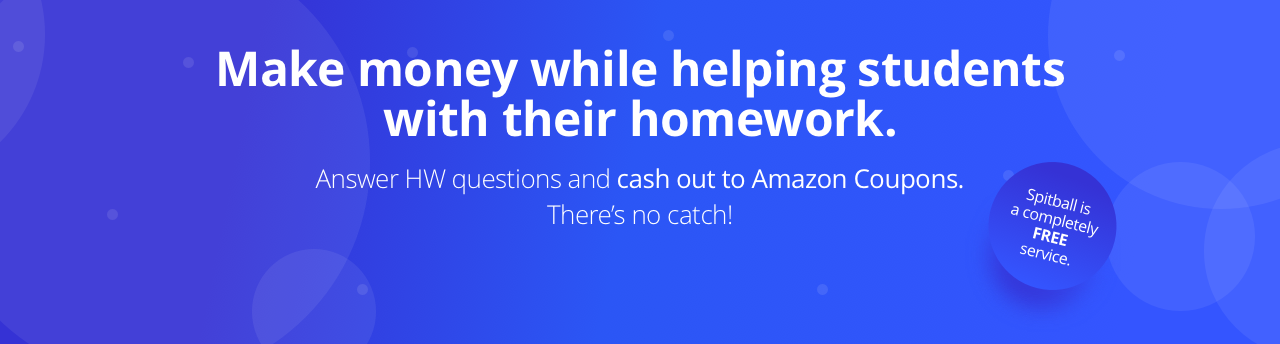 Make money while helping students
with their homework.
Answer HW questions and cash out to Amazon Coupons.
There’s no catch!
Spitball is
a completely
FREE
service.